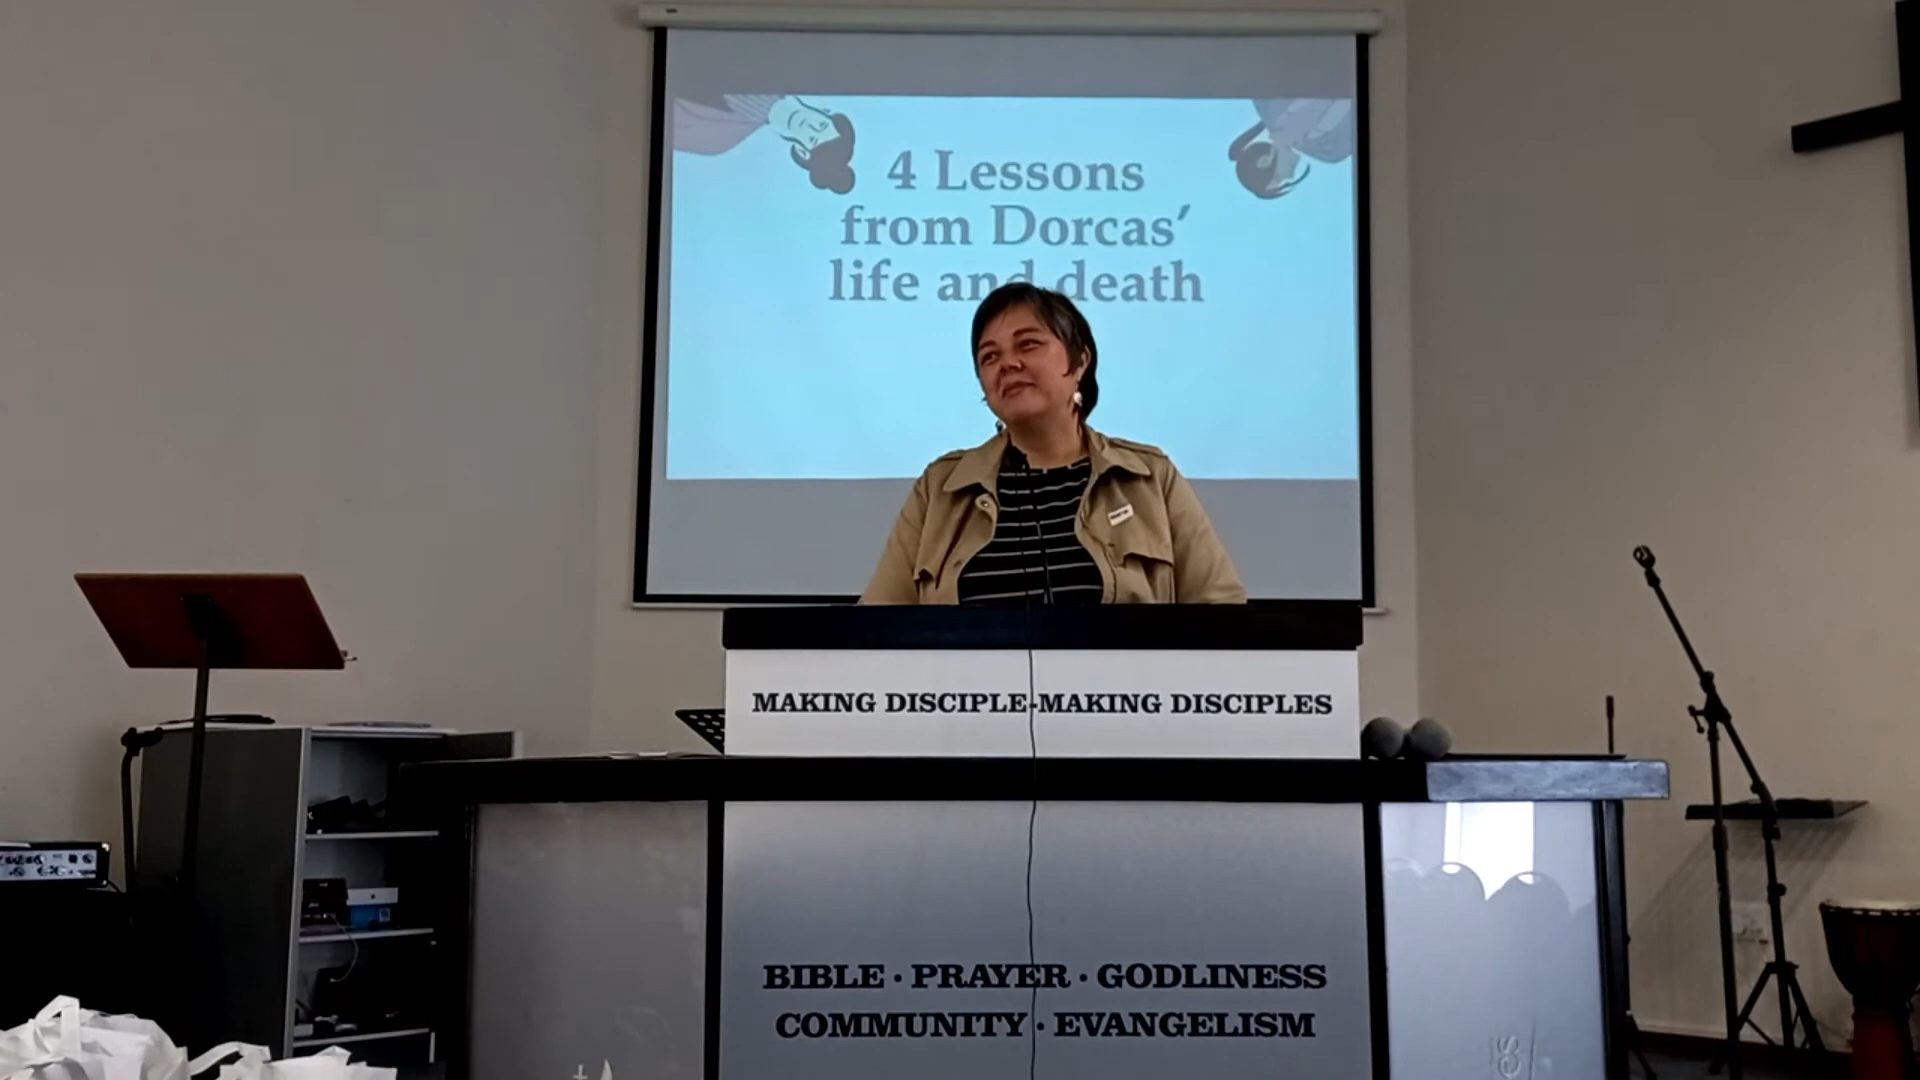 4 Lessons
from Dorcas’
life and death
MAKING DISCIPLE-MAKING DISCIPLES
BIBLE · PRAYER · GODLINESS
COMMUNITY · EVANGELISM